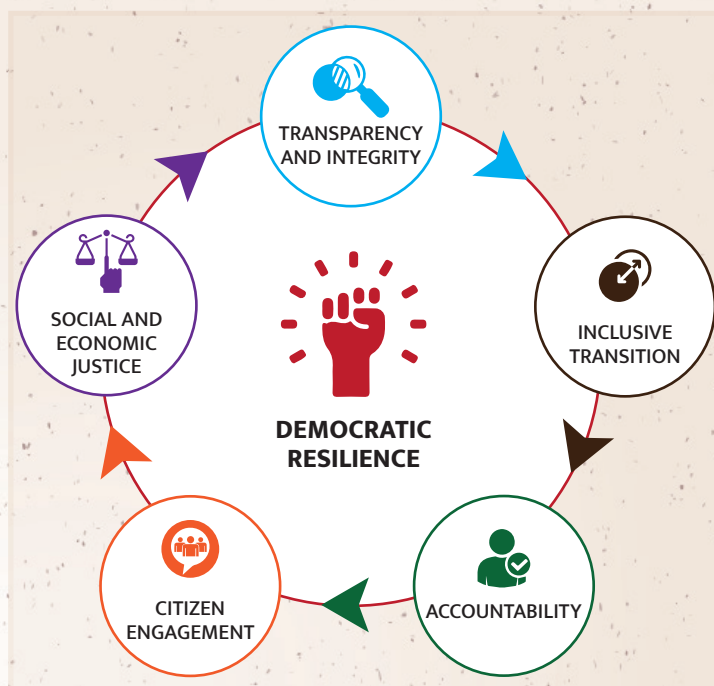 TRANSPARENCY
AND INTEGRITY
INCLUSIVE
TRANSITION
ACCOUNTABILITY
CITIZEN
ENGAGEMENT
SOCIAL AND
ECONOMIC
JUSTICE
DEMOCRATIC
RESILIENCE